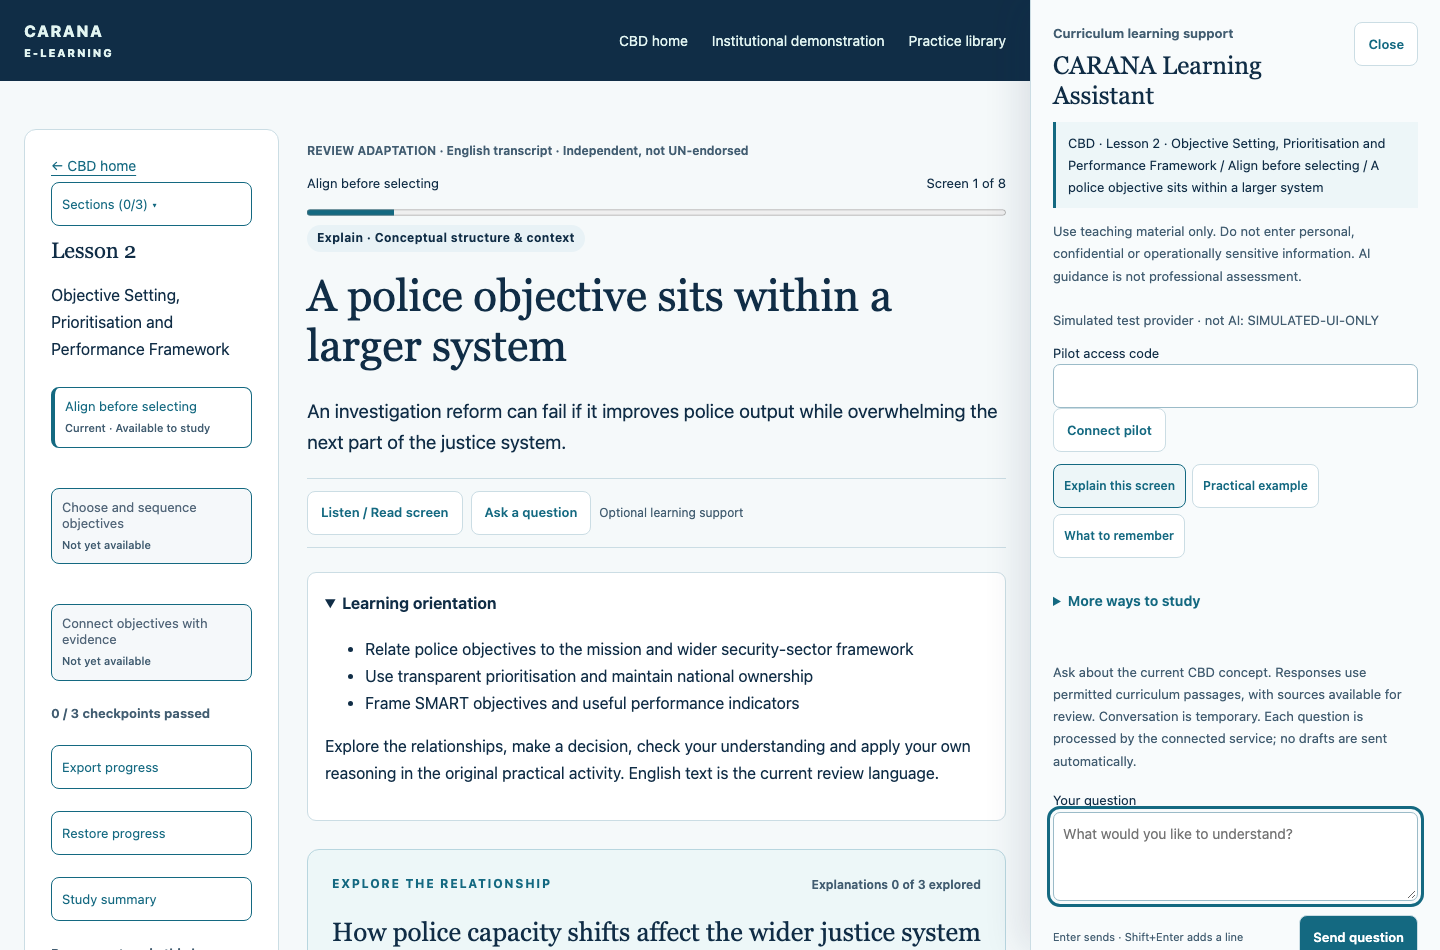 CARANA
E-LEARNING
CBD home
Institutional demonstration
Practice library
← CBD home
Sections (0/3) ▾
Lesson 2
Objective Setting,
Prioritisation and
Performance Framework
Align before selecting
Current · Available to study
Choose and sequence
objectives
Not yet available
Connect objectives with
evidence
Not yet available
0 / 3 checkpoints passed
Export progress
Restore progress
Study summary
REVIEW ADAPTATION · English transcript · Independent, not UN-endorsed
Align before selecting
Screen 1 of 8
Explain · Conceptual structure & context
A police objective sits within a
larger system
An investigation reform can fail if it improves police output while overwhelming the
next part of the justice system.
Listen / Read screen
Ask a question
Optional learning support
▼ Learning orientation
• Relate police objectives to the mission and wider security-sector framework
• Use transparent prioritisation and maintain national ownership
• Frame SMART objectives and useful performance indicators
Explore the relationships, make a decision, check your understanding and apply your own
reasoning in the original practical activity. English text is the current review language.
EXPLORE THE RELATIONSHIP
Explanations 0 of 3 explored
How police capacity shifts affect the wider justice system
Curriculum learning support
Close
CARANA Learning
Assistant
CBD · Lesson 2 · Objective Setting, Prioritisation and
Performance Framework / Align before selecting / A
police objective sits within a larger system
Use teaching material only. Do not enter personal,
confidential or operationally sensitive information. AI
guidance is not professional assessment.
Simulated test provider · not AI: SIMULATED-UI-ONLY
Pilot access code
Connect pilot
Explain this screen
Practical example
What to remember
▶ More ways to study
Ask about the current CBD concept. Responses use
permitted curriculum passages, with sources available for
review. Conversation is temporary. Each question is
processed by the connected service; no drafts are sent
automatically.
Your question
What would you like to understand?
Enter sends · Shift+Enter adds a line
Send question